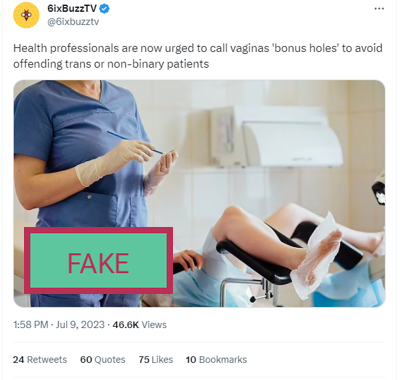 6ixBuzzTV
@6ixbuzztv
Health professionals are now urged to call vaginas 'bonus holes' to avoid
offending trans or non-binary patients
FAKE
1:58 PM · Jul 9, 2023 · 46.6K Views
24 Retweets 60 Quotes 75 Likes 10 Bookmarks